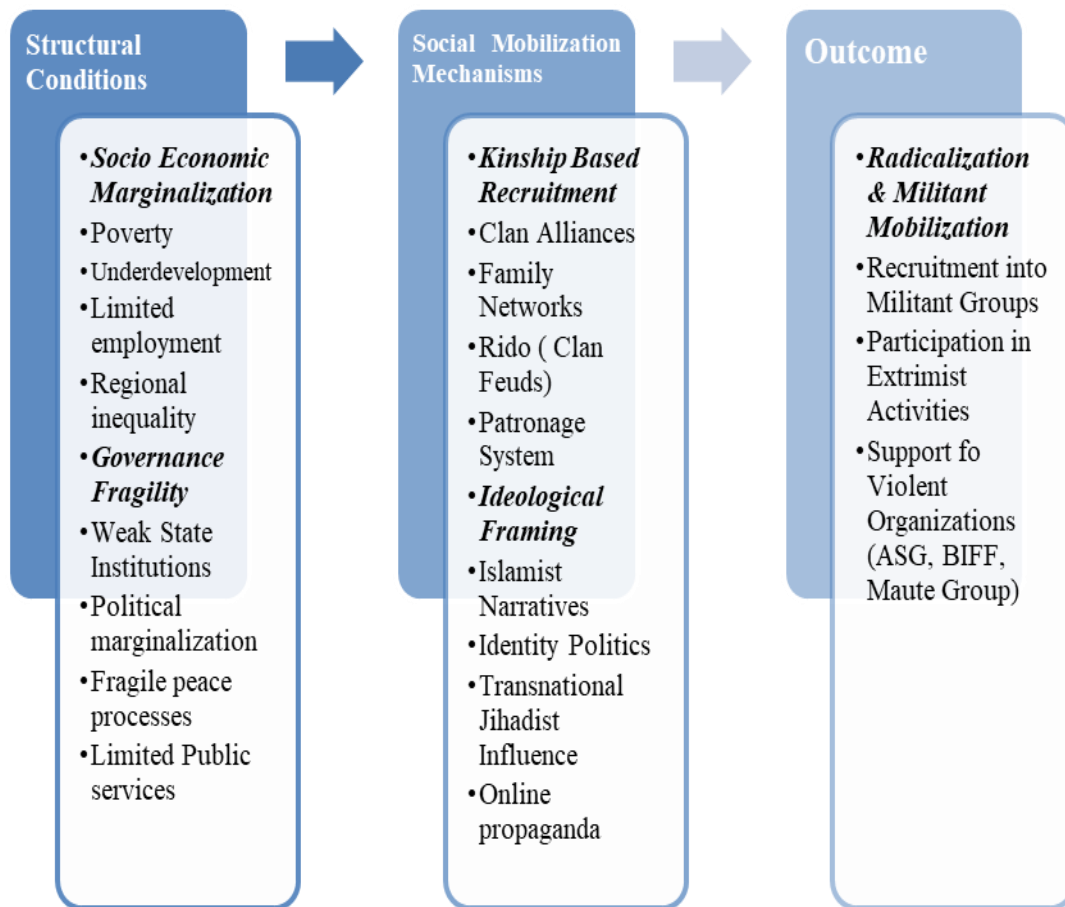 Structural
Conditions
•Socio Economic
Marginalization
•Poverty
•Underdevelopment
•Limited
employment
•Regional
inequality
•Governance
Fragility
•Weak State
Institutions
•Political
marginalization
•Fragile peace
processes
•Limited Public
services
Social Mobilization
Mechanisms
•Kinship Based
Recruitment
•Clan Alliances
•Family
Networks
•Rido ( Clan
Feuds)
•Patronage
System
•Ideological
Framing
•Islamist
Narratives
•Identity Politics
•Transnational
Jihadist
Influence
•Online
propaganda
Outcome
•Radicalization
& Militant
Mobilization
•Recruitment into
Militant Groups
•Participation in
Extrimist
Activities
•Support fo
Violent
Organizations
(ASG, BIFF,
Maute Group)